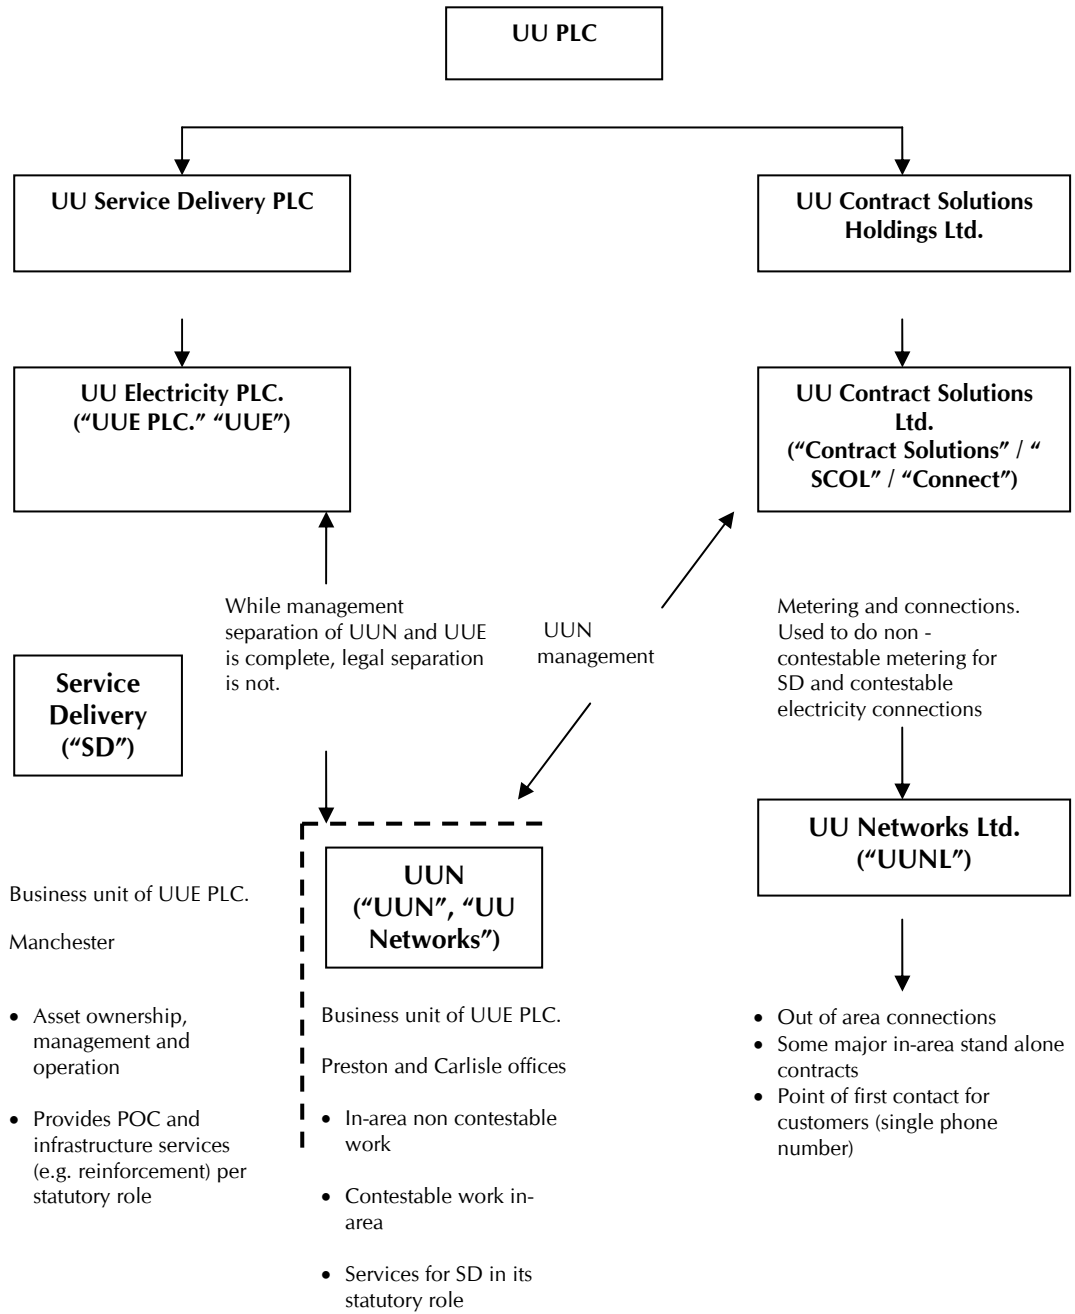 UU PLC
UU Service Delivery PLC
UU Contract Solutions
Holdings Ltd.
UU Electricity PLC.
(“UUE PLC.” “UUE”)
UU Contract Solutions
Ltd.
(“Contract Solutions” / “
SCOL” / “Connect”)
While management
separation of UUN and UUE
is complete, legal separation
is not.
UUN
management
Metering and connections.
Used to do non -
contestable metering for
SD and contestable
electricity connections
Service
Delivery
(“SD”)
UU Networks Ltd.
(“UUNL”)
UUN
(“UUN”, “UU
Networks”)
Business unit of UUE PLC.
Manchester
• Asset ownership,
management and
operation
• Provides POC and
infrastructure services
(e.g. reinforcement) per
statutory role
Business unit of UUE PLC.
Preston and Carlisle offices
• In-area non contestable
work
• Contestable work in-
area
• Services for SD in its
statutory role
• Out of area connections
• Some major in-area stand alone
contracts
• Point of first contact for
customers (single phone
number)